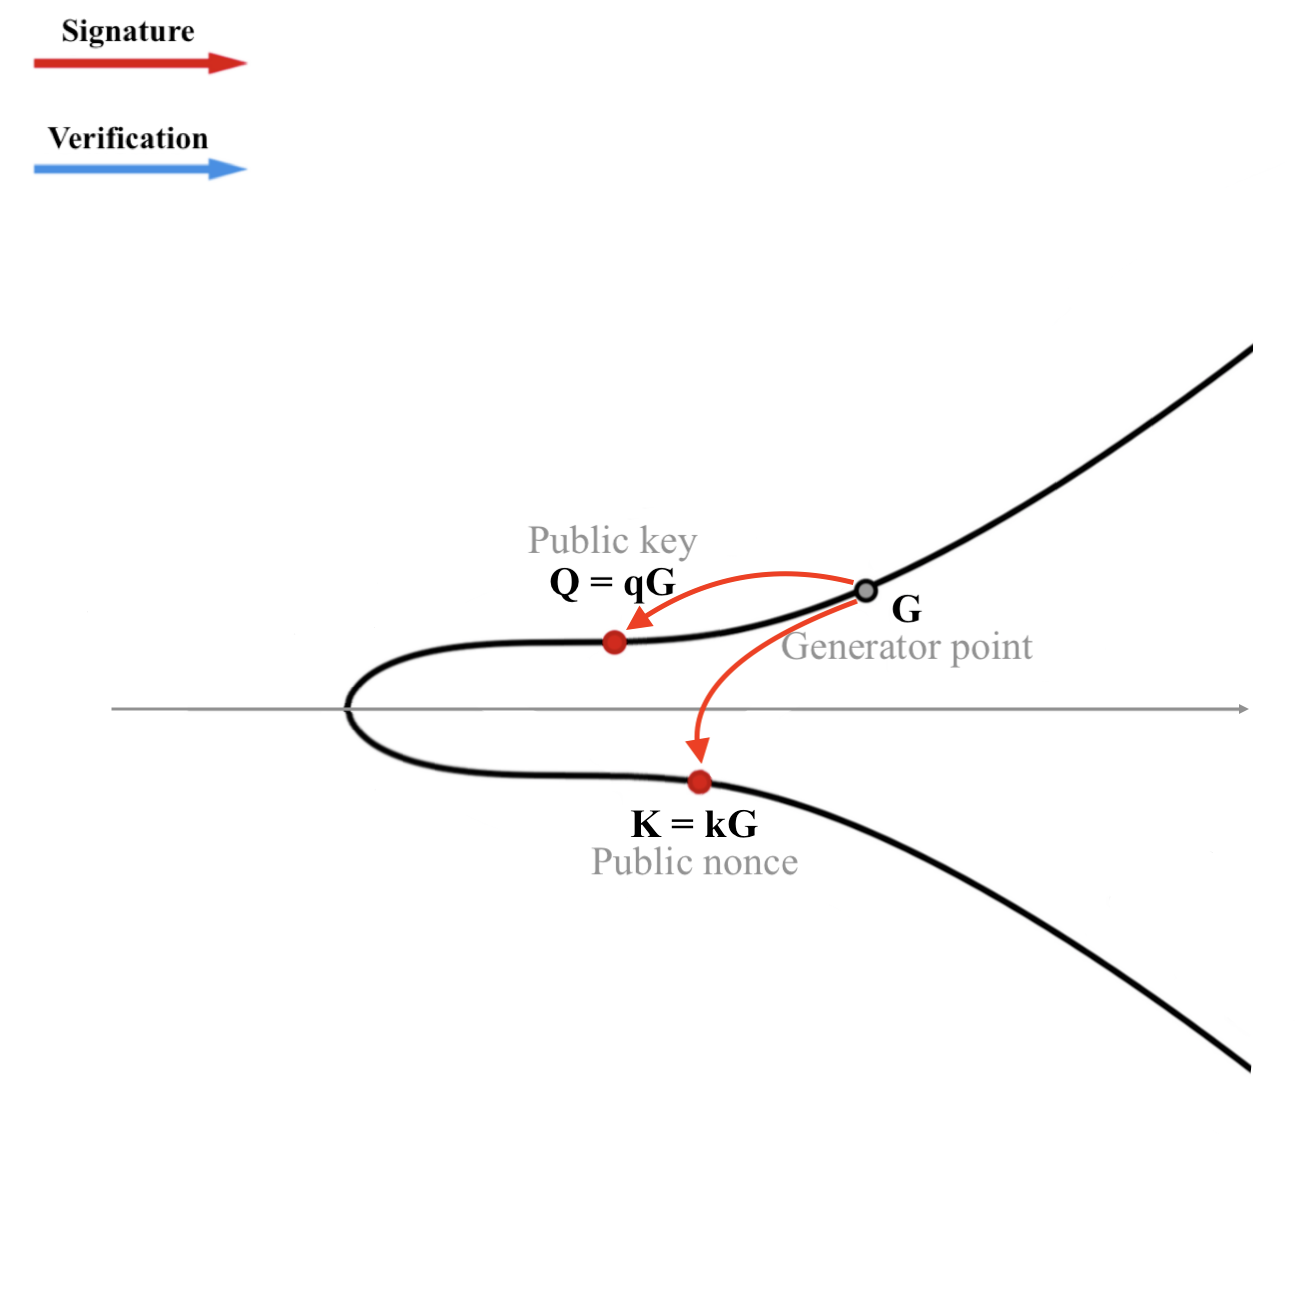 Signature
Verification
Public key
Q = qG
G
Generator point
K = kG
Public nonce